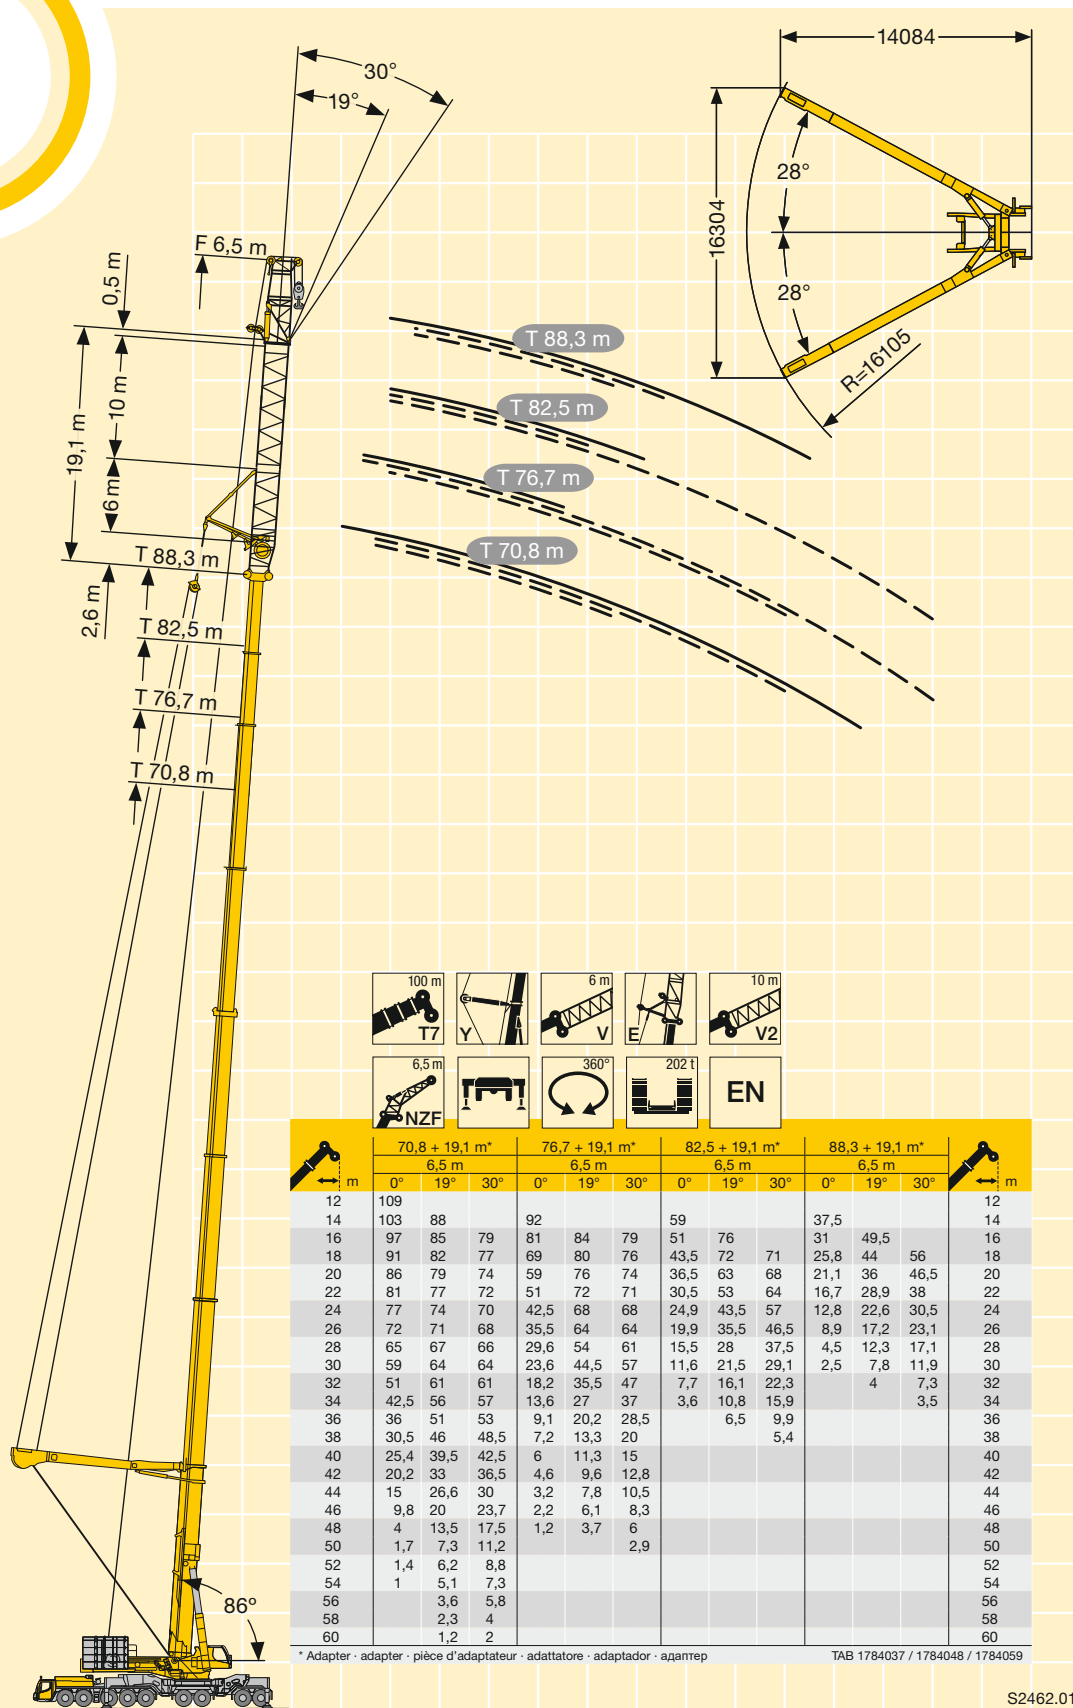 14084
30°
19°
28°
16304
28°
R=16105
F 6,5 m
0,5 m
10 m
19,1 m
6 m
2,6 m
T 88,3 m
T 82,5 m
T 76,7 m
T 70,8 m
T 88,3 m
T 82,5 m
T 76,7 m
T 70,8 m
86°
100 m T7
Y
6 m V
E
10 m V2
6,5 m NZF
360°
202 t
EN
70,8 + 19,1 m* 76,7 + 19,1 m* 82,5 + 19,1 m* 88,3 + 19,1 m*
6,5 m 6,5 m 6,5 m 6,5 m
m 0° 19° 30° 0° 19° 30° 0° 19° 30° 0° 19° 30° m
12 109 12
14 103 88 92 59 37,5 14
16 97 85 79 81 84 79 51 76 31 49,5 16
18 91 82 77 69 80 76 43,5 72 71 25,8 44 56 18
20 86 79 74 59 76 74 36,5 63 68 21,1 36 46,5 20
22 81 77 72 51 72 71 30,5 53 64 16,7 28,9 38 22
24 77 74 70 42,5 68 68 24,9 43,5 57 12,8 22,6 30,5 24
26 72 71 68 35,5 64 64 19,9 35,5 46,5 8,9 17,2 23,1 26
28 65 67 66 29,6 54 61 15,5 28 37,5 4,5 12,3 17,1 28
30 59 64 64 23,6 44,5 57 11,6 21,5 29,1 2,5 7,8 11,9 30
32 51 61 61 18,2 35,5 47 7,7 16,1 22,3 4 7,3 32
34 42,5 56 57 13,6 27 37 3,6 10,8 15,9 3,5 34
36 36 51 53 9,1 20,2 28,5 6,5 9,9 36
38 30,5 46 48,5 7,2 13,3 20 5,4 38
40 25,4 39,5 42,5 6 11,3 15 40
42 20,2 33 36,5 4,6 9,6 12,8 42
44 15 26,6 30 3,2 7,8 10,5 44
46 9,8 20 23,7 2,2 6,1 8,3 46
48 4 13,5 17,5 1,2 3,7 6 48
50 1,7 7,3 11,2 2,9 50
52 1,4 6,2 8,8 52
54 1 5,1 7,3 54
56 3,6 5,8 56
58 2,3 4 58
60 1,2 2 60
* Adapter · adapter · pièce d'adaptateur · adattatore · adaptador · адаптер TAB 1784037 / 1784048 / 1784059
S2462.01